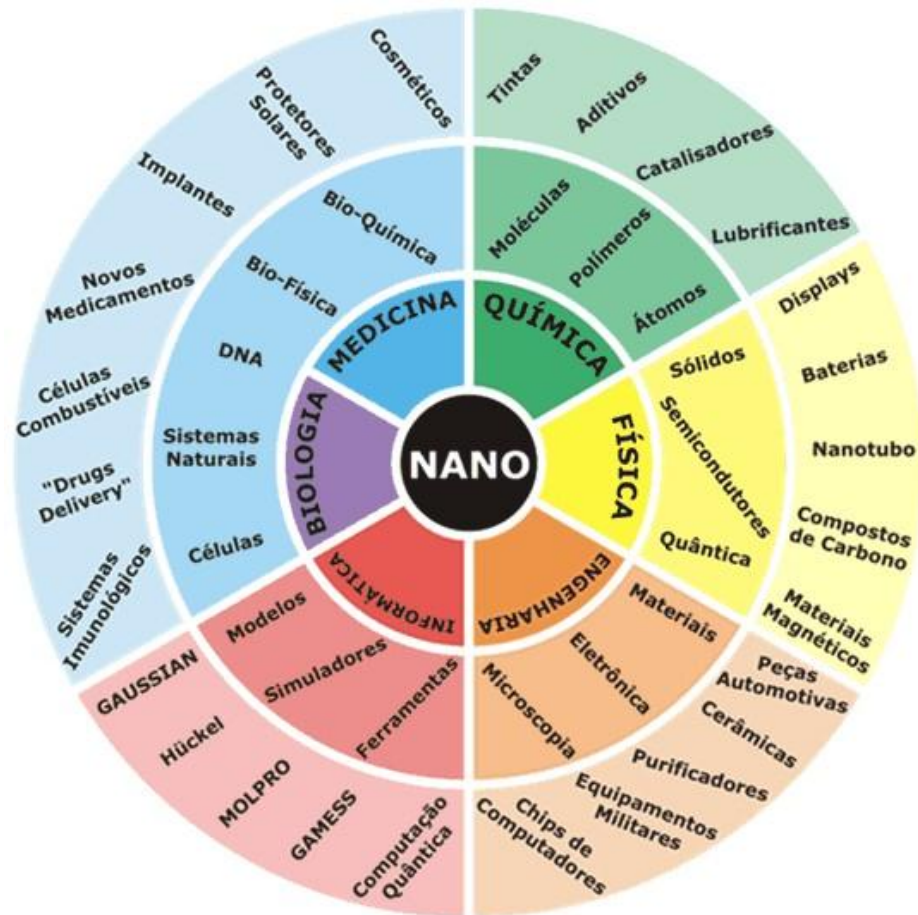 NANO
MEDICINA
QUÍMICA
FÍSICA
ENGENHARIA
INFORMÁTICA
BIOLOGIA
Bio-Química
Bio-Física
DNA
Sistemas
Naturais
Células
Moléculas
Polímeros
Átomos
Sólidos
Semicondutores
Quântica
Materiais
Eletrônica
Microscopia
Ferramentas
Simuladores
Modelos
Cosméticos
Protetores
Solares
Implantes
Novos
Medicamentos
Células
Combustíveis
"Drugs
Delivery"
Sistemas
Imunológicos
Tintas
Aditivos
Catalisadores
Lubrificantes
Displays
Baterias
Nanotubo
Compostos
de Carbono
Materiais
Magnéticos
Peças
Automotivas
Cerâmicas
Purificadores
Equipamentos
Militares
Chips de
Computadores
Computação
Quântica
GAMESS
MOLPRO
Hückel
GAUSSIAN